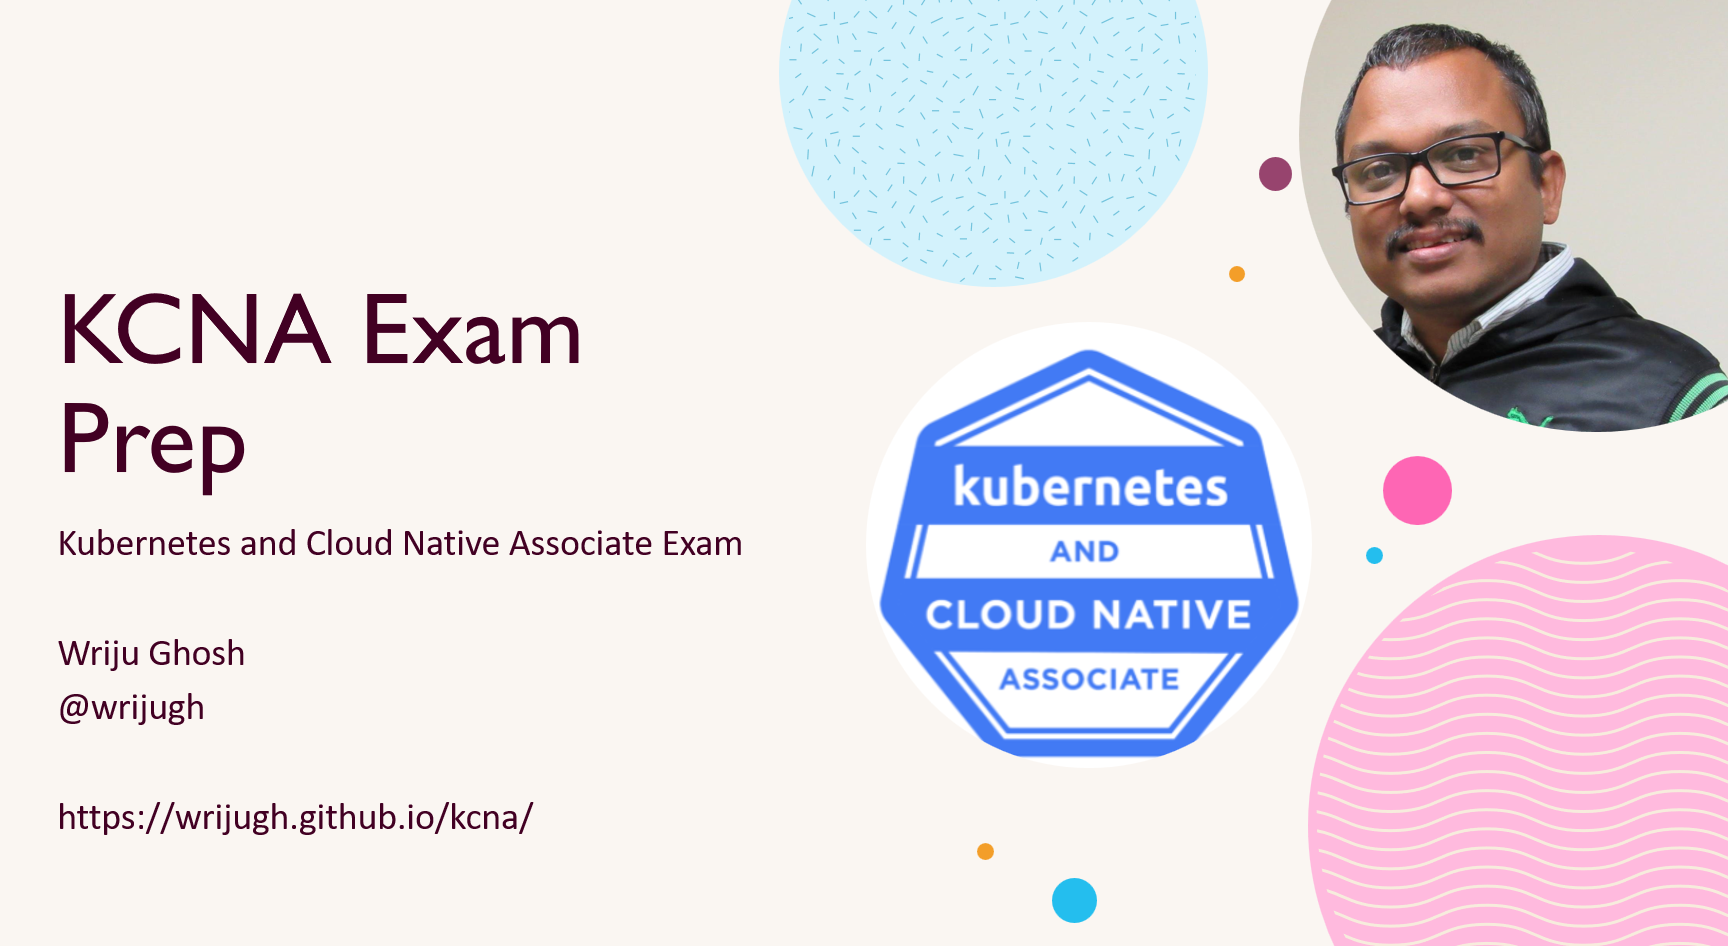 KCNA Exam
Prep
Kubernetes and Cloud Native Associate Exam
Wriju Ghosh
@wrijugh
https://wrijugh.github.io/kcna/
kubernetes
AND
CLOUD NATIVE
ASSOCIATE